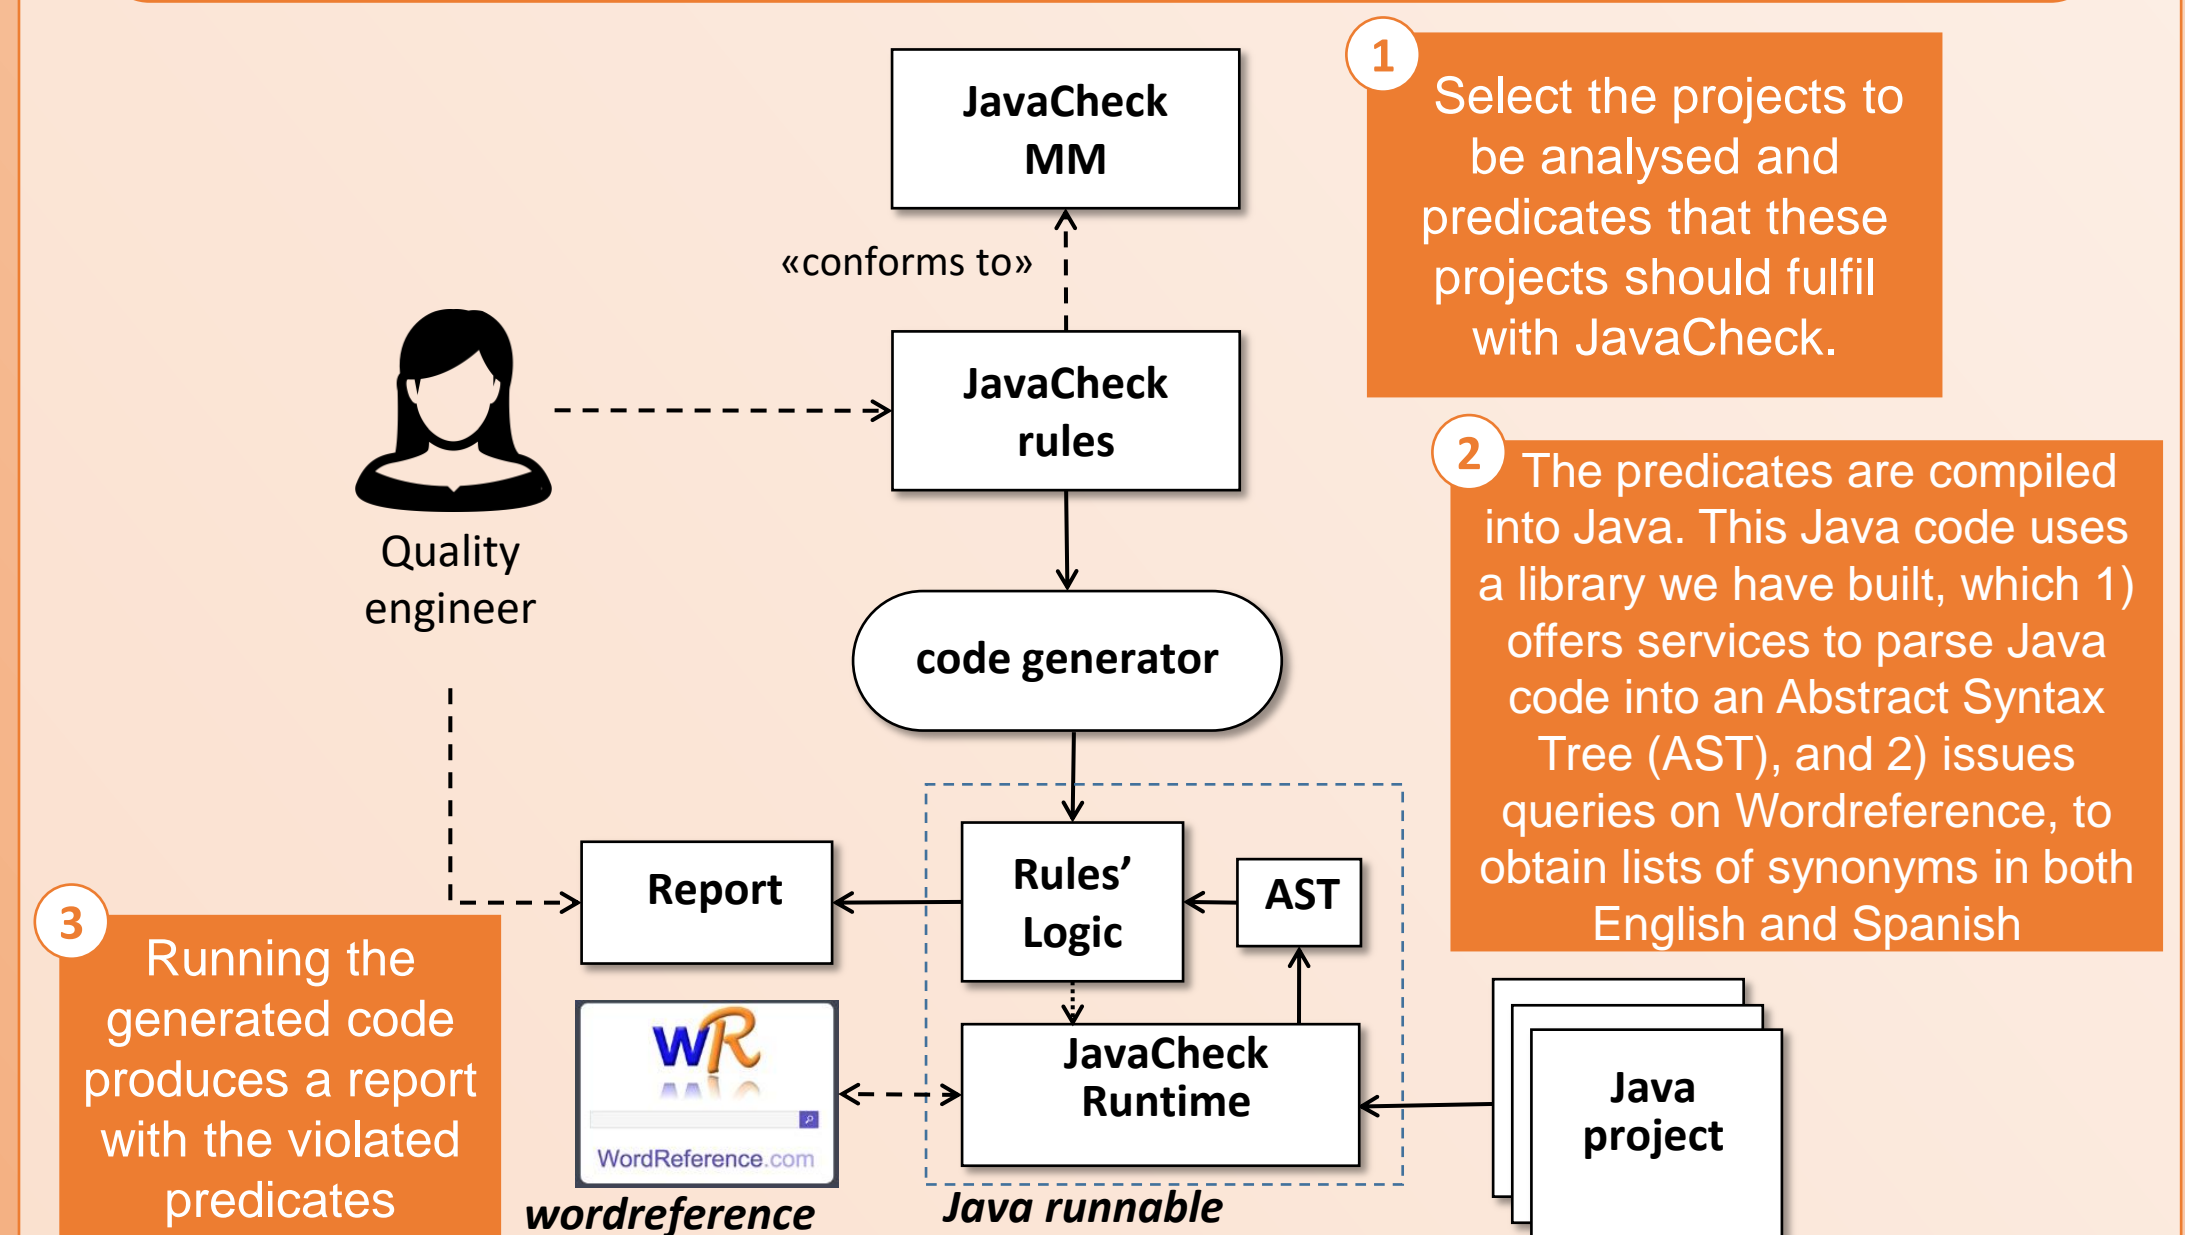 JavaCheck
MM
«conforms to»
JavaCheck
rules
Quality
engineer
code generator
Report
Rules’
Logic
AST
JavaCheck
Runtime
Java
project
WR
WordReference.com
wordreference
Java runnable
1
Select the projects to
be analysed and
predicates that these
projects should fulfil
with JavaCheck.
2
The predicates are compiled
into Java. This Java code uses
a library we have built, which 1)
offers services to parse Java
code into an Abstract Syntax
Tree (AST), and 2) issues
queries on Wordreference, to
obtain lists of synonyms in both
English and Spanish
3
Running the
generated code
produces a report
with the violated
predicates